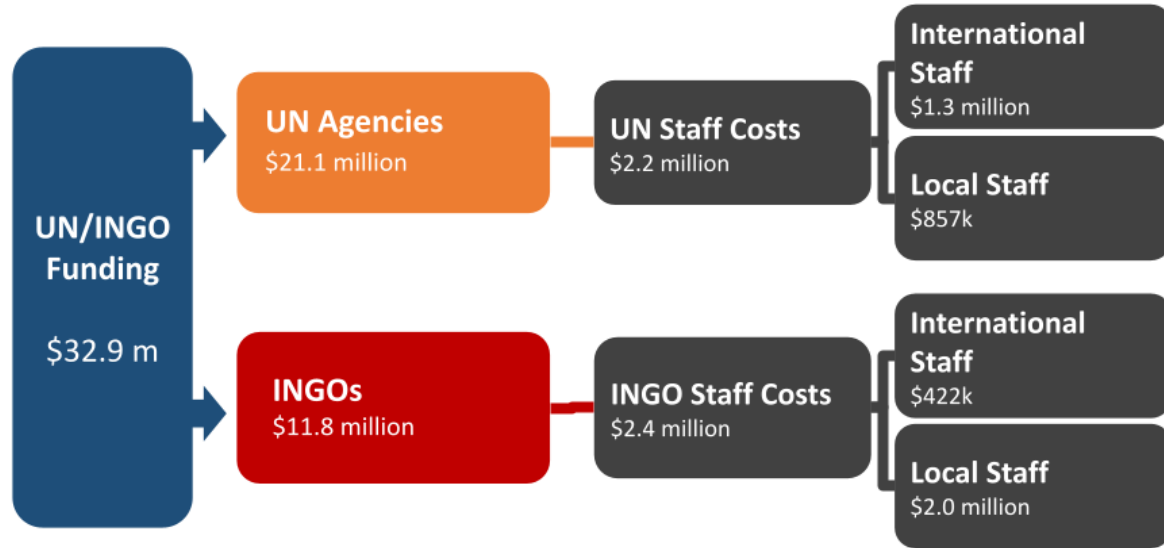 UN/INGO
Funding
$32.9 m
UN Agencies
$21.1 million
UN Staff Costs
$2.2 million
International
Staff
$1.3 million
Local Staff
$857k
INGOs
$11.8 million
INGO Staff Costs
$2.4 million
International
Staff
$422k
Local Staff
$2.0 million